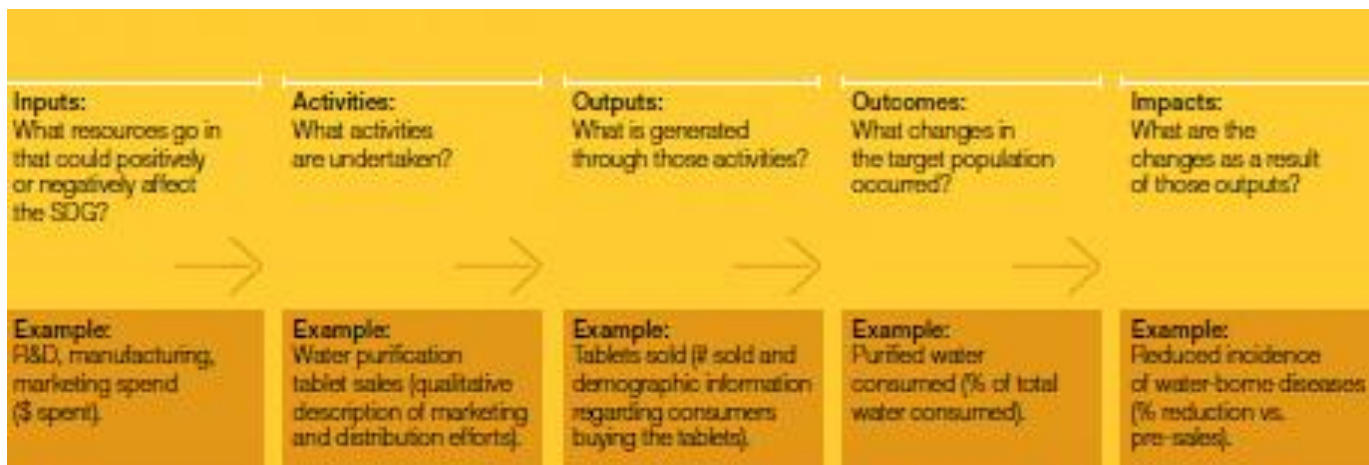 Inputs:
What resources go in
that could positively
or negatively affect
the SDG?
Activities:
What activities
are undertaken?
Outputs:
What is generated
through those activities?
Outcomes:
What changes in
the target population
occurred?
Impacts:
What are the
changes as a result
of those outputs?
Example:
R&D, manufacturing,
marketing spend
($ spent).
Example:
Water purification
tablet sales (qualitative
description of marketing
and distribution efforts).
Example:
Tablets sold (# sold and
demographic information
regarding consumers
buying the tablets).
Example:
Purified water
consumed (% of total
water consumed).
Example:
Reduced incidence
of water-borne diseases
(% reduction vs.
pre-sales).